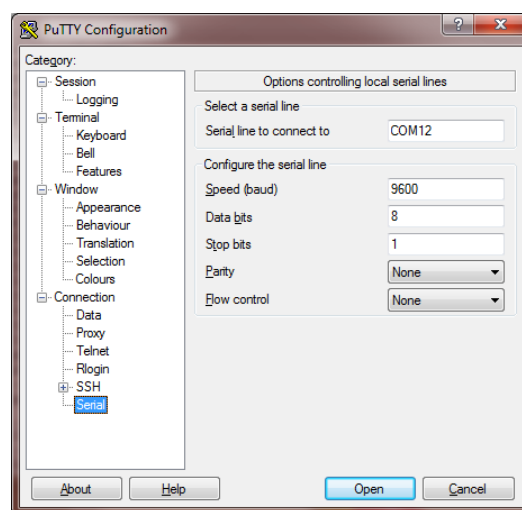 PuTTY Configuration
?
X
Category:
Session
Logging
Terminal
Keyboard
Bell
Features
Window
Appearance
Behaviour
Translation
Selection
Colours
Connection
Data
Proxy
Telnet
Rlogin
SSH
Serial
Options controlling local serial lines
Select a serial line
Serial line to connect to COM12
Configure the serial line
Speed (baud) 9600
Data bits 8
Stop bits 1
Parity None
Flow control None
About Help Open Cancel